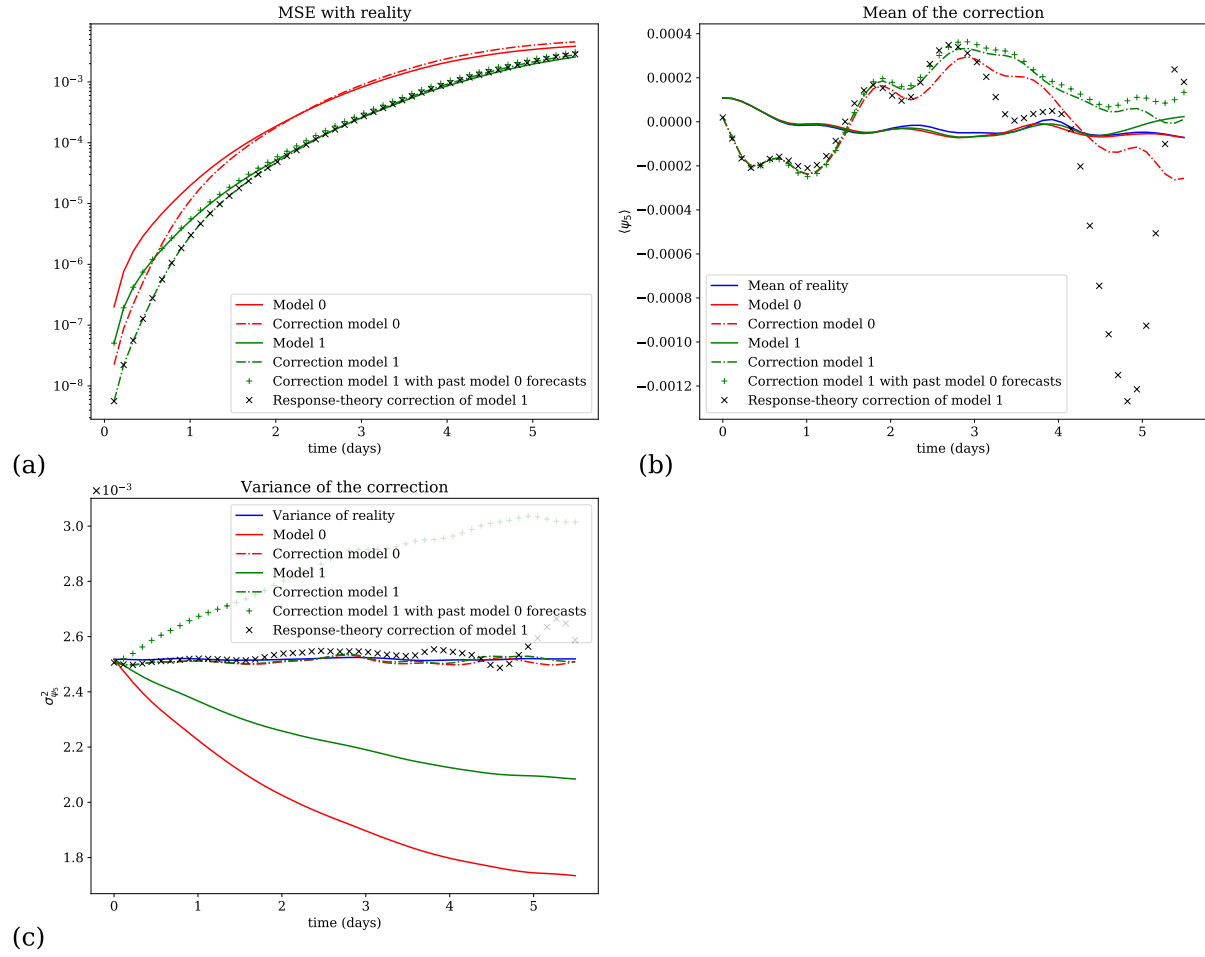 MSE with reality
10⁻³
10⁻⁴
10⁻⁵
10⁻⁶
10⁻⁷
10⁻⁸
Model 0
Correction model 0
Model 1
Correction model 1
Correction model 1 with past model 0 forecasts
Response-theory correction of model 1
0 1 2 3 4 5
time (days)
(a)
Mean of the correction
0.0004
0.0002
0.0000
−0.0002
−0.0004
−0.0006
−0.0008
−0.0010
−0.0012
⟨ψ₅⟩
Mean of reality
Model 0
Correction model 0
Model 1
Correction model 1
Correction model 1 with past model 0 forecasts
Response-theory correction of model 1
0 1 2 3 4 5
time (days)
(b)
Variance of the correction
×10⁻³
3.0
2.8
2.6
2.4
2.2
2.0
1.8
σ²ψ₅
Variance of reality
Model 0
Correction model 0
Model 1
Correction model 1
Correction model 1 with past model 0 forecasts
Response-theory correction of model 1
0 1 2 3 4 5
time (days)
(c)